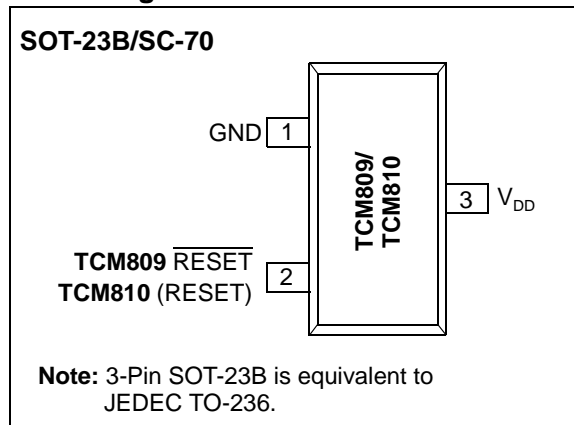 SOT-23B/SC-70
GND 1
TCM809/
TCM810
3 VDD
TCM809 RESET
2
TCM810 (RESET)
Note: 3-Pin SOT-23B is equivalent to
JEDEC TO-236.